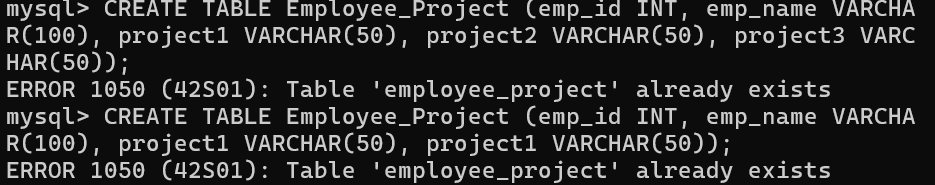 mysql> CREATE TABLE Employee_Project (emp_id INT, emp_name VARCHA
R(100), project1 VARCHAR(50), project2 VARCHAR(50), project3 VARC
HAR(50));
ERROR 1050 (42S01): Table 'employee_project' already exists
mysql> CREATE TABLE Employee_Project (emp_id INT, emp_name VARCHA
R(100), project1 VARCHAR(50), project1 VARCHAR(50));
ERROR 1050 (42S01): Table 'employee_project' already exists